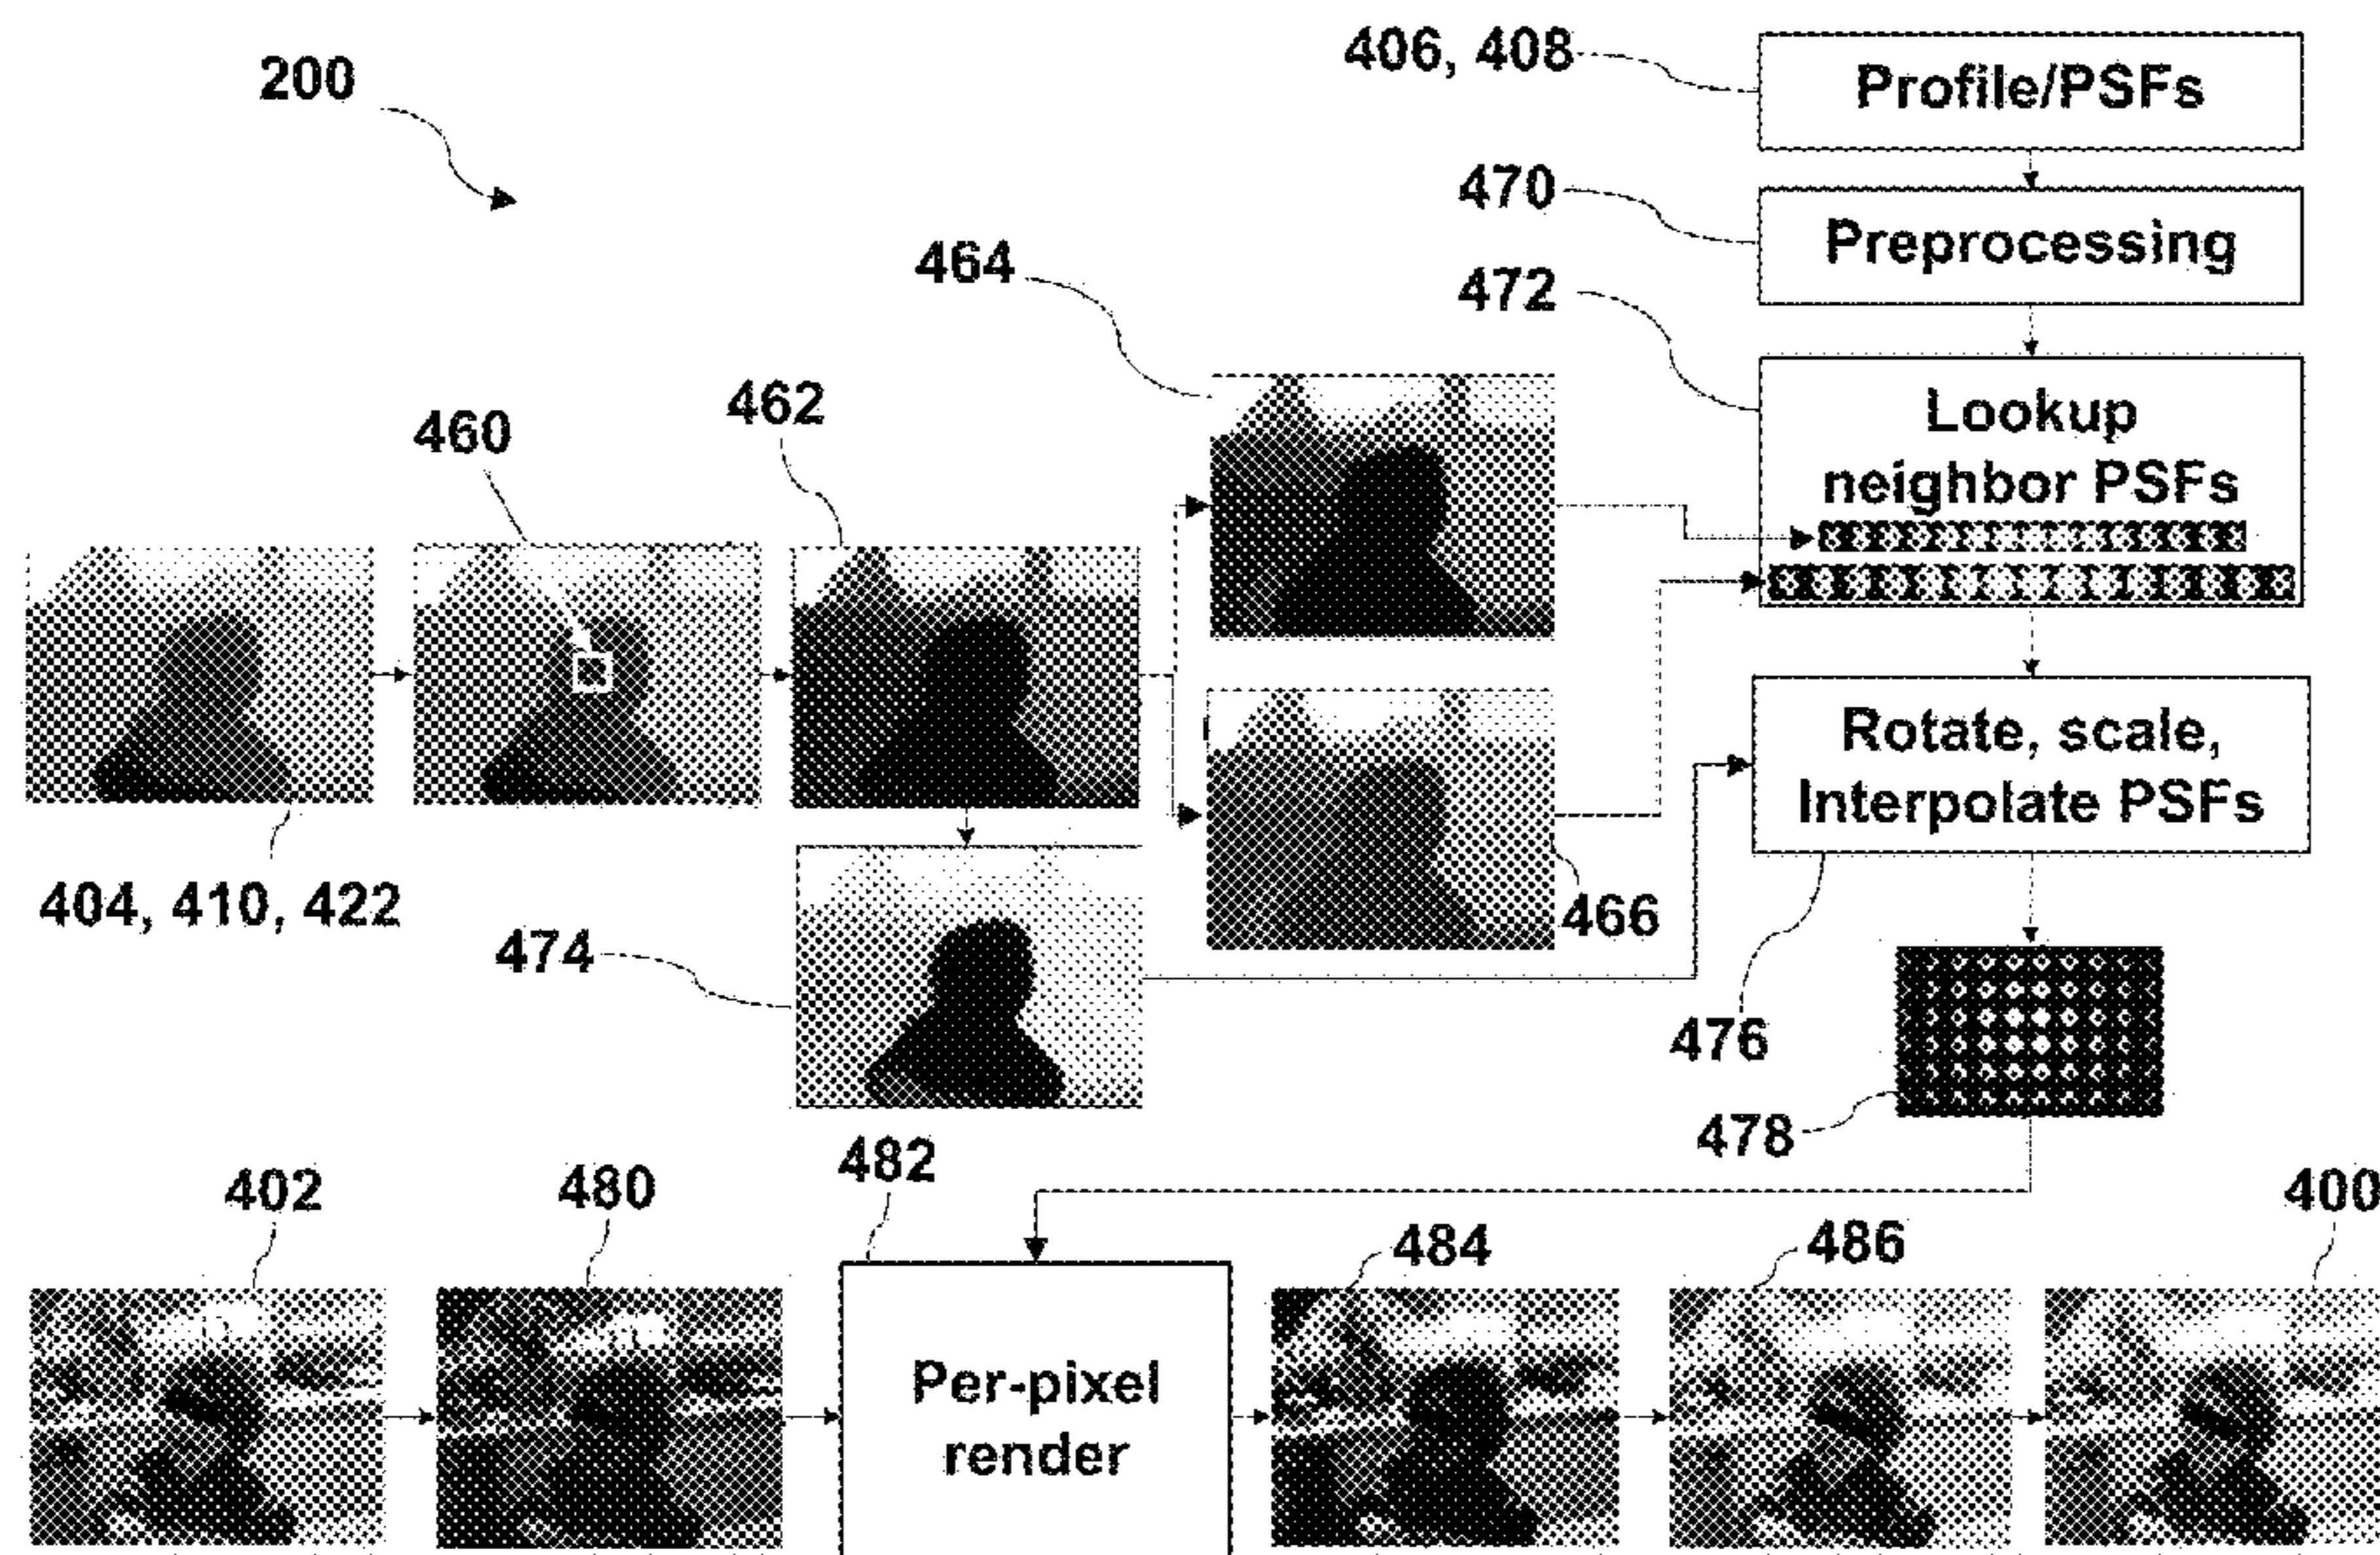 200
406, 408
Profile/PSFs
470
Preprocessing
464
472
Lookup
neighbor PSFs
462
460
Rotate, scale,
Interpolate PSFs
404, 410, 422
466
474
476
478
482
402
480
484
486
400
Per-pixel
render